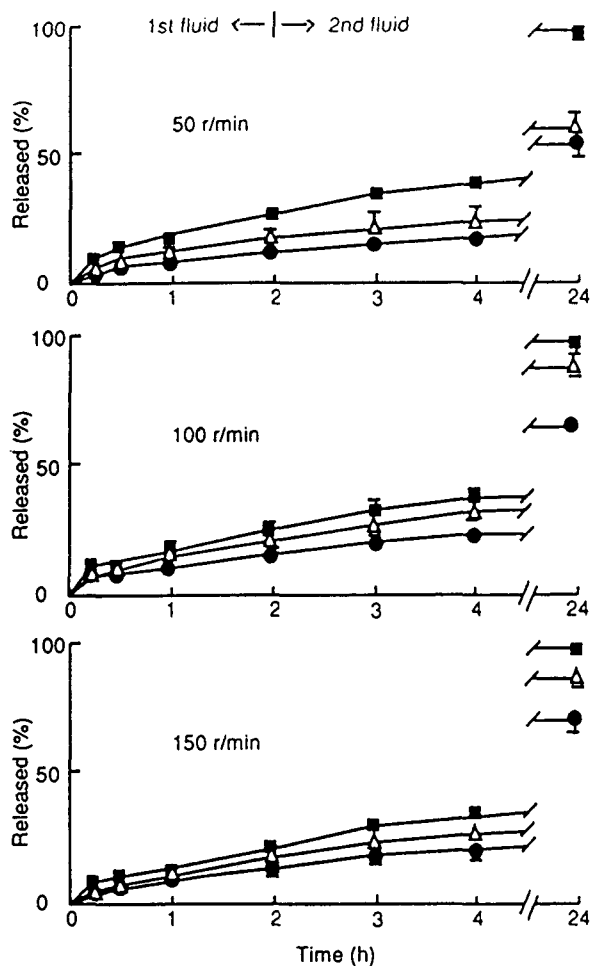 1st fluid ←|→ 2nd fluid
100
50 r/min
50
Released (%)
0
0 1 2 3 4 24
100
100 r/min
50
Released (%)
0
0 1 2 3 4 24
100
150 r/min
50
Released (%)
0
0 1 2 3 4 24
Time (h)